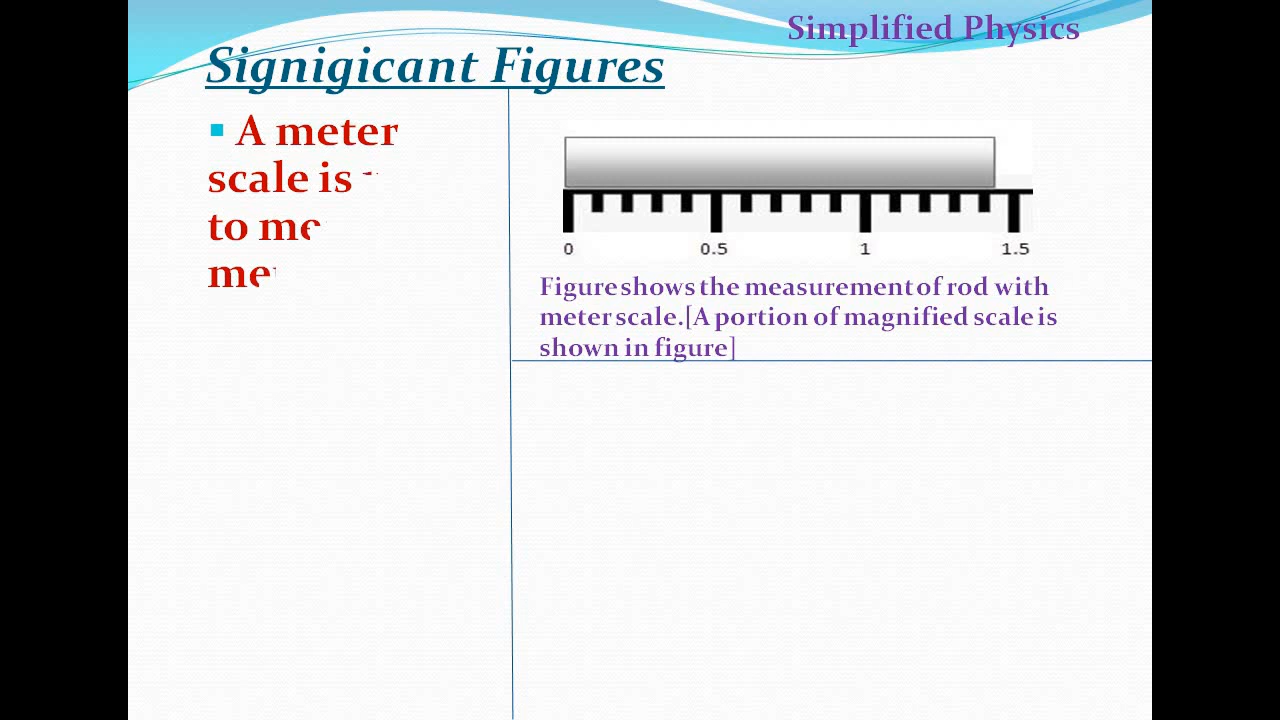 Simplified Physics
Signigicant Figures
A meter
scale is
to me
me
0 0.5 1 1.5
Figure shows the measurement of rod with
meter scale.[A portion of magnified scale is
shown in figure]